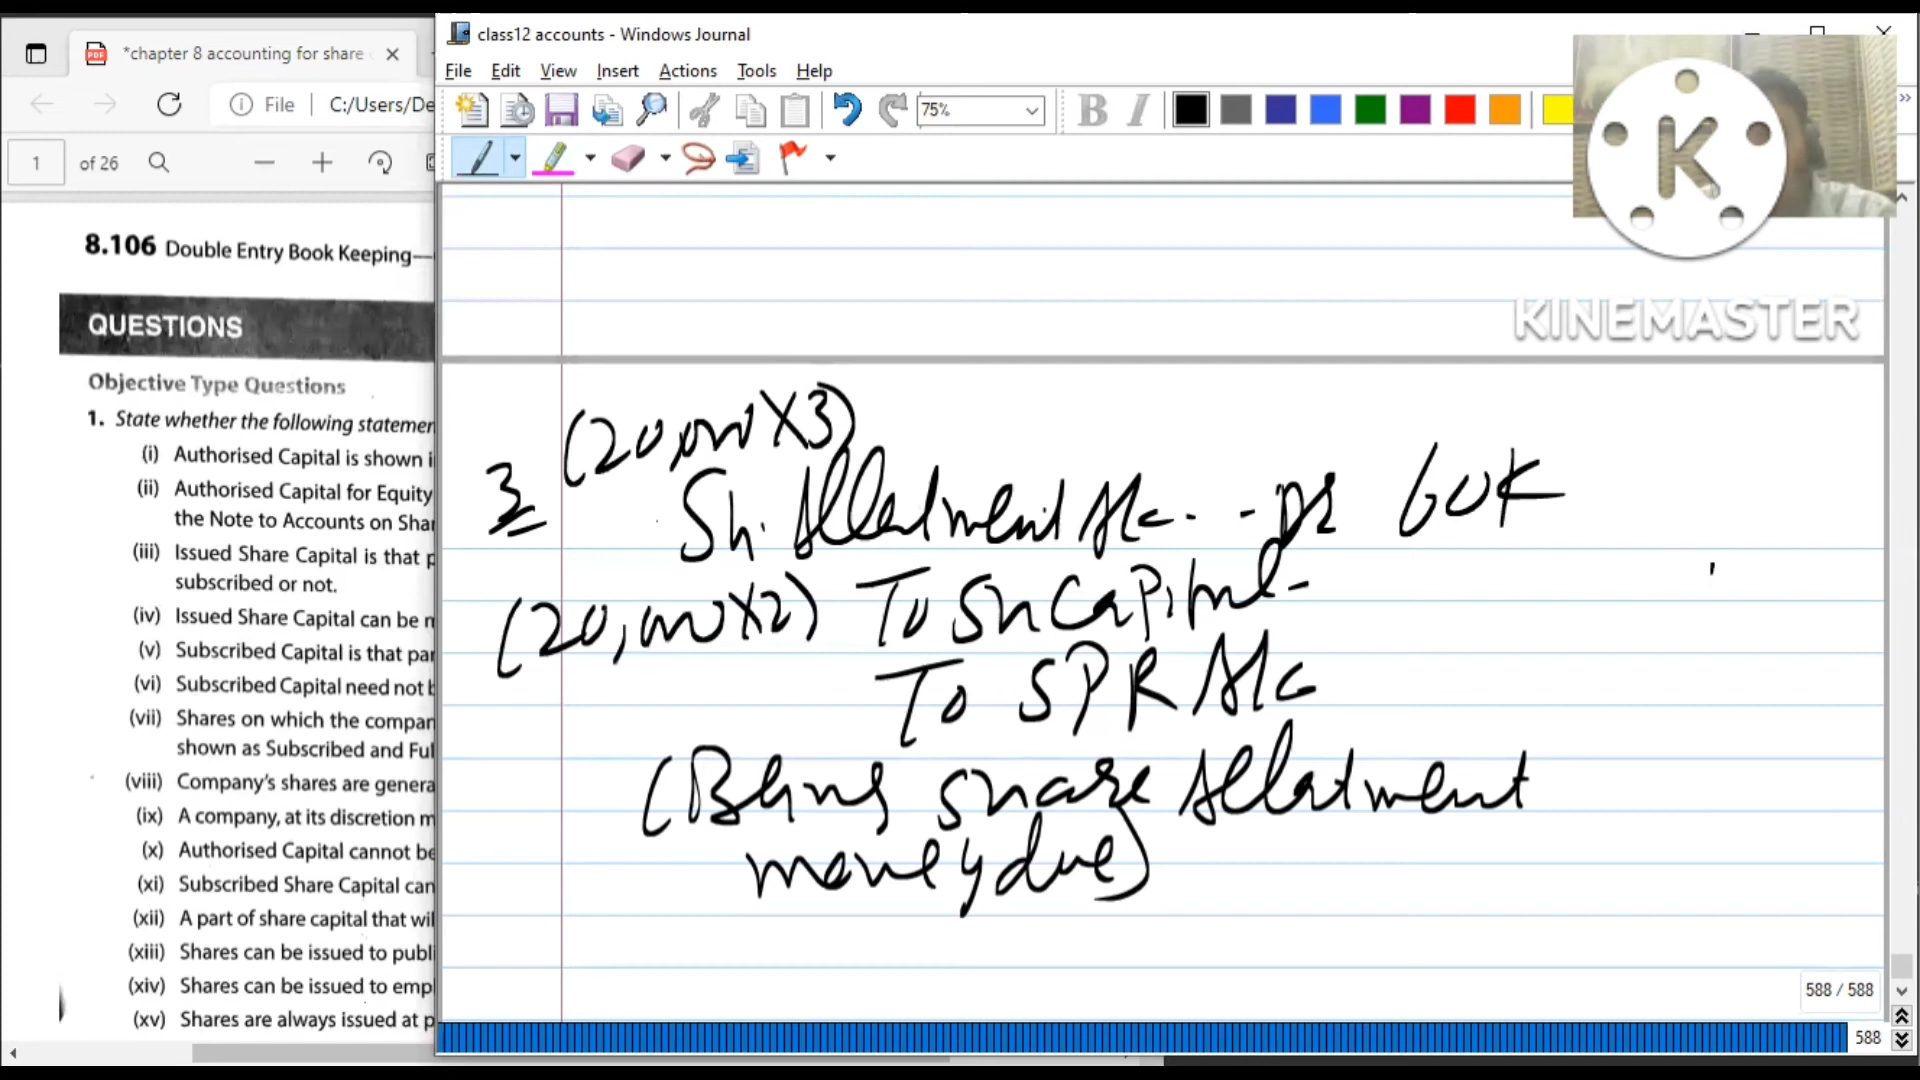 *chapter 8 accounting for share
class12 accounts - Windows Journal
File Edit View Insert Actions Tools Help
File C:/Users/De
75%
B I
1 of 26
K
KINEMASTER
8.106 Double Entry Book Keeping—
QUESTIONS
Objective Type Questions
1. State whether the following statemen
(i) Authorised Capital is shown i
(ii) Authorised Capital for Equity
the Note to Accounts on Shar
(iii) Issued Share Capital is that p
subscribed or not.
(iv) Issued Share Capital can be
(v) Subscribed Capital is that par
(vi) Subscribed Capital need not b
(vii) Shares on which the compan
shown as Subscribed and Ful
(viii) Company's shares are genera
(ix) A company, at its discretion m
(x) Authorised Capital cannot be
(xi) Subscribed Share Capital can
(xii) A part of share capital that wil
(xiii) Shares can be issued to publ
(xiv) Shares can be issued to emp
(xv) Shares are always issued at p
(20,000X3)
3 Sh. Allotment A/c - - Dr 60K
(20,000X2) To Sh Capital -
To SPR A/c
(Being share Allotment
money due)
588 / 588
588